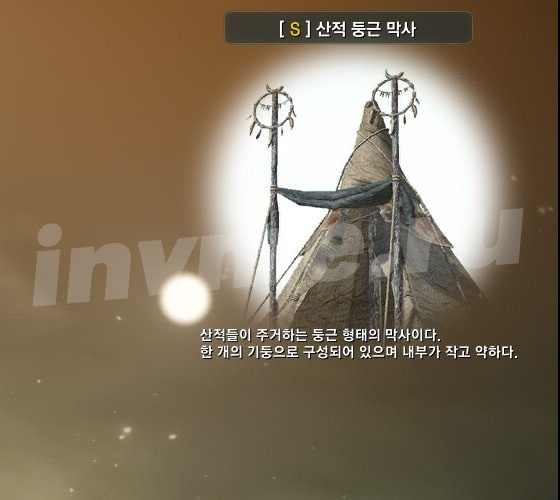 [ S ] 산적 둥근 막사
산적들이 주거하는 둥근 형태의 막사이다.
한 개의 기둥으로 구성되어 있으며 내부가 작고 약하다.